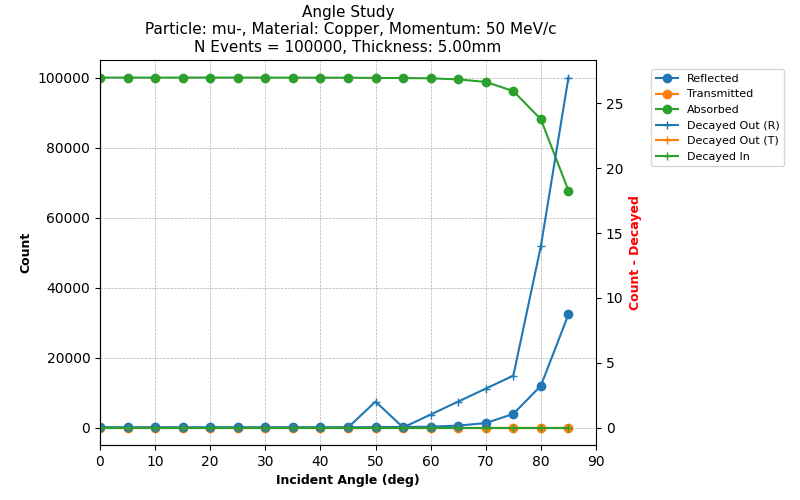 Angle Study
Particle: mu-, Material: Copper, Momentum: 50 MeV/c
N Events = 100000, Thickness: 5.00mm
Count
100000
80000
60000
40000
20000
0
0 10 20 30 40 50 60 70 80 90
Incident Angle (deg)
25
20
15
10
5
0
Count - Decayed
Reflected
Transmitted
Absorbed
Decayed Out (R)
Decayed Out (T)
Decayed In